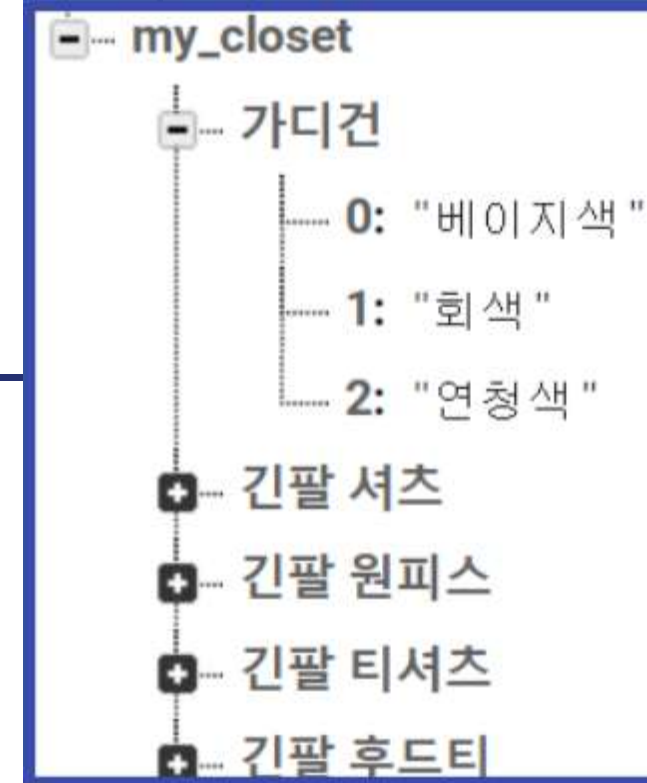 my_closet
가디건
0: "베이지색"
1: "회색"
2: "연청색"
긴팔 셔츠
긴팔 원피스
긴팔 티셔츠
긴팔 후드티